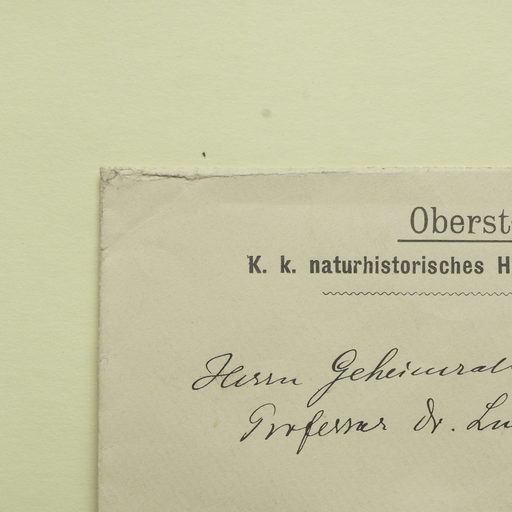 Oberst
K. k. naturhistorisches H
Herrn Geheimrat
Professor Dr. Lu